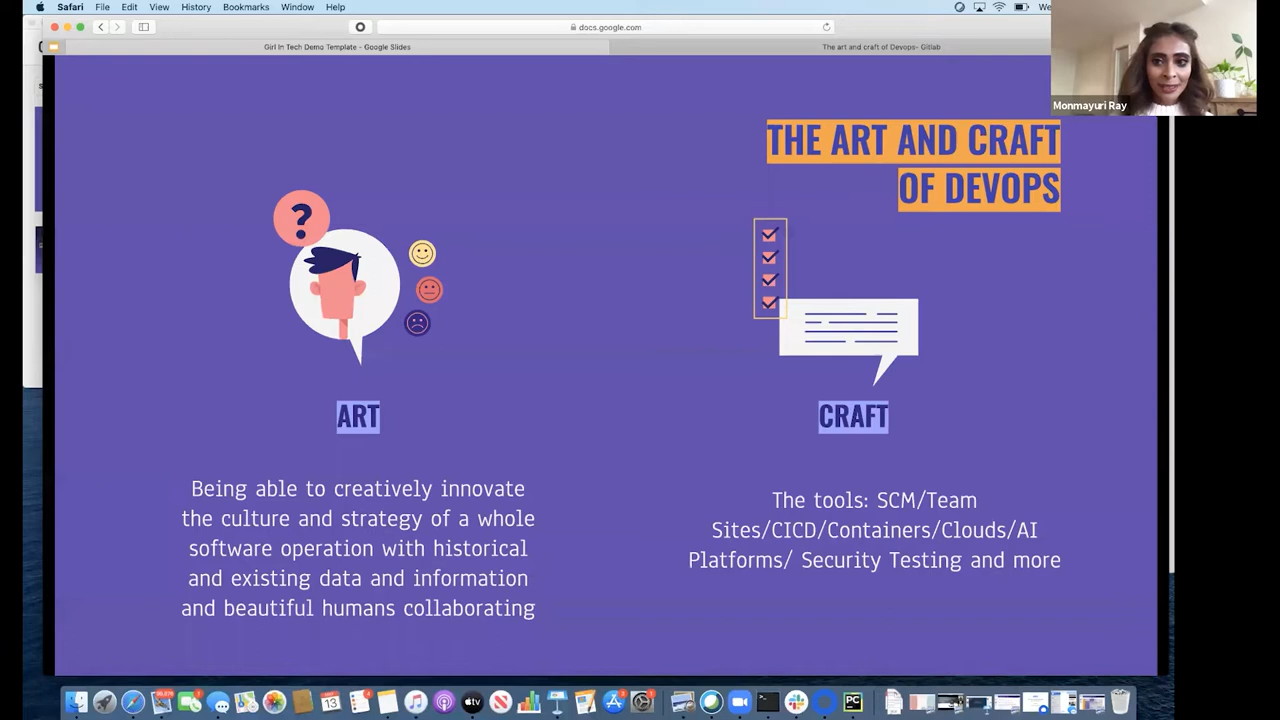 Safari File Edit View History Bookmarks Window Help
docs.google.com
Girl In Tech Demo Template - Google Slides
The art and craft of Devops- Gitlab
Monmayuri Ray
THE ART AND CRAFT
OF DEVOPS
?
ART
CRAFT
Being able to creatively innovate
the culture and strategy of a whole
software operation with historical
and existing data and information
and beautiful humans collaborating
The tools: SCM/Team
Sites/CICD/Containers/Clouds/AI
Platforms/ Security Testing and more